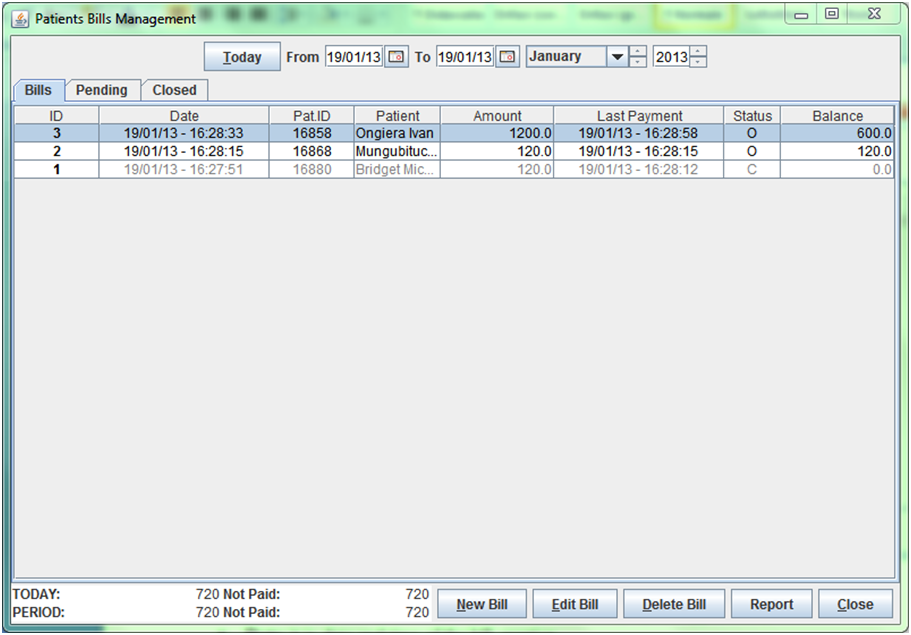 Patients Bills Management
Today From 19/01/13 To 19/01/13 January 2013
Bills Pending Closed
ID Date Pat.ID Patient Amount Last Payment Status Balance
3 19/01/13 - 16:28:33 16858 Ongiera Ivan 1200.0 19/01/13 - 16:28:58 O 600.0
2 19/01/13 - 16:28:15 16868 Mungubituc... 120.0 19/01/13 - 16:28:15 O 120.0
1 19/01/13 - 16:27:51 16880 Bridget Mic... 120.0 19/01/13 - 16:28:12 C 0.0
TODAY: 720 Not Paid: 720
PERIOD: 720 Not Paid: 720
New Bill Edit Bill Delete Bill Report Close